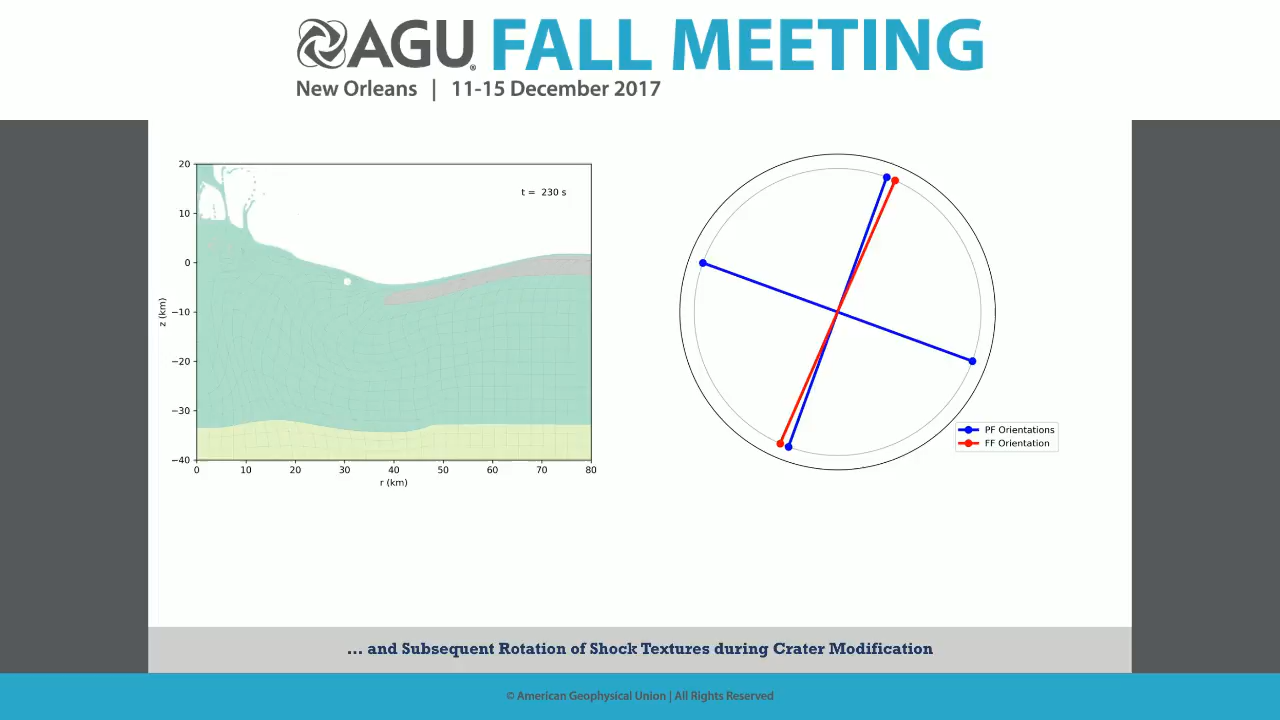 AGU® FALL MEETING
New Orleans | 11-15 December 2017
20
10
0
−10
−20
−30
−40
z (km)
t = 230 s
0 10 20 30 40 50 60 70 80
r (km)
PF Orientations
FF Orientation
... and Subsequent Rotation of Shock Textures during Crater Modification
© American Geophysical Union | All Rights Reserved